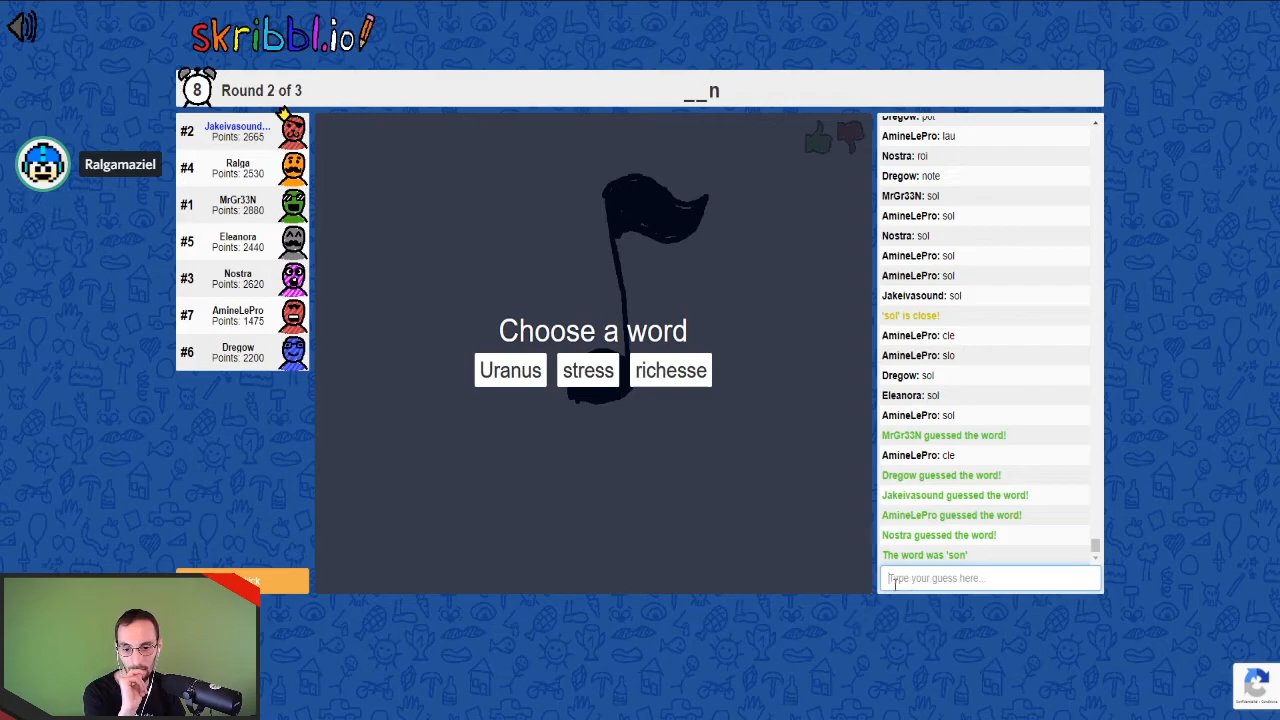 skribbl.io
8
Round 2 of 3
__n
#2
Jakeivasound...
Points: 2665
#4
Ralga
Points: 2530
#1
MrGr33N
Points: 2880
#5
Eleanora
Points: 2440
#3
Nostra
Points: 2620
#7
AmineLePro
Points: 1475
#6
Dregow
Points: 2200
Ralgamaziel
Choose a word
Uranus
stress
richesse
Dregow: pot
AmineLePro: lau
Nostra: roi
Dregow: note
MrGr33N: sol
AmineLePro: sol
Nostra: sol
AmineLePro: sol
AmineLePro: sol
Jakeivasound: sol
'sol' is close!
AmineLePro: cle
AmineLePro: slo
Dregow: sol
Eleanora: sol
AmineLePro: sol
MrGr33N guessed the word!
AmineLePro: cle
Dregow guessed the word!
Jakeivasound guessed the word!
AmineLePro guessed the word!
Nostra guessed the word!
The word was 'son'
Type your guess here...